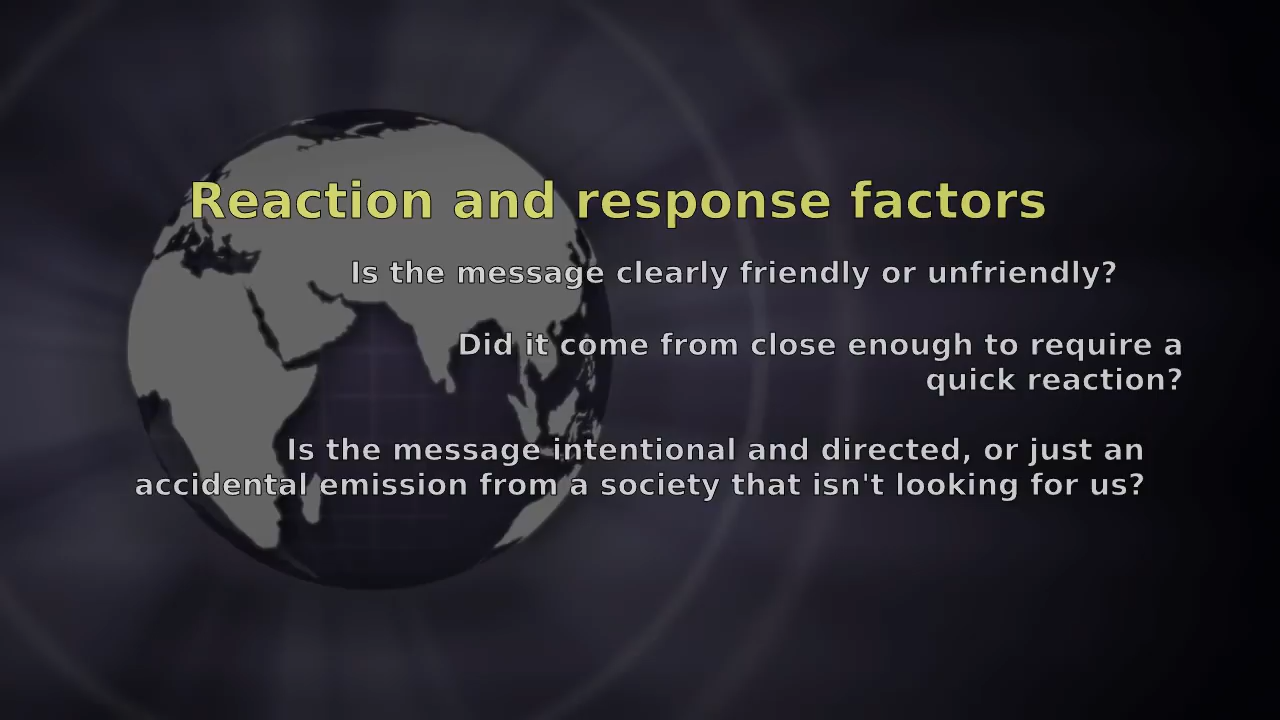 Reaction and response factors
Is the message clearly friendly or unfriendly?
Did it come from close enough to require a
quick reaction?
Is the message intentional and directed, or just an
accidental emission from a society that isn't looking for us?